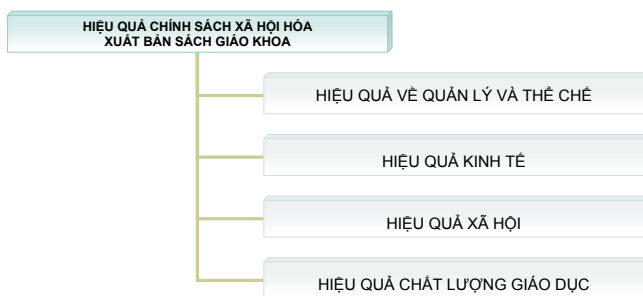 HIỆU QUẢ CHÍNH SÁCH XÃ HỘI HÓA
XUẤT BẢN SÁCH GIÁO KHOA
HIỆU QUẢ VỀ QUẢN LÝ VÀ THỂ CHẾ
HIỆU QUẢ KINH TẾ
HIỆU QUẢ XÃ HỘI
HIỆU QUẢ CHẤT LƯỢNG GIÁO DỤC